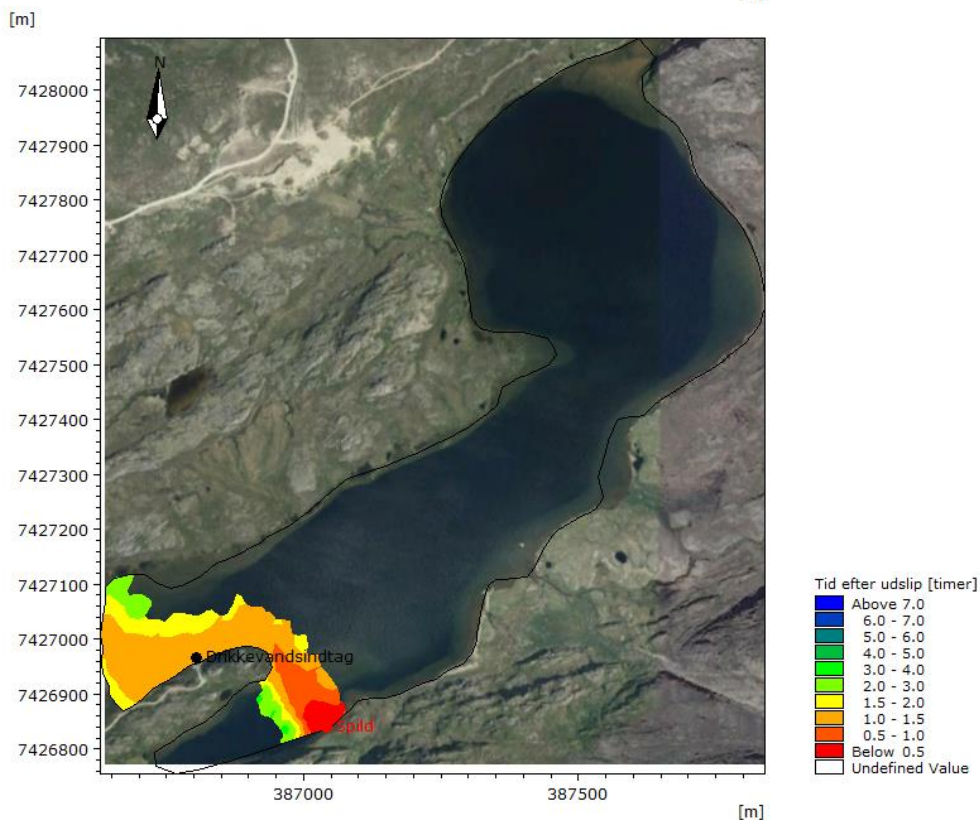 [m]
N
7428000
7427900
7427800
7427700
7427600
7427500
7427400
7427300
7427200
7427100
7427000
7426900
7426800
Drikkevandsindtag
Spild
387000
387500
[m]
Tid efter udslip [timer]
Above 7.0
6.0 - 7.0
5.0 - 6.0
4.0 - 5.0
3.0 - 4.0
2.0 - 3.0
1.5 - 2.0
1.0 - 1.5
0.5 - 1.0
Below 0.5
Undefined Value